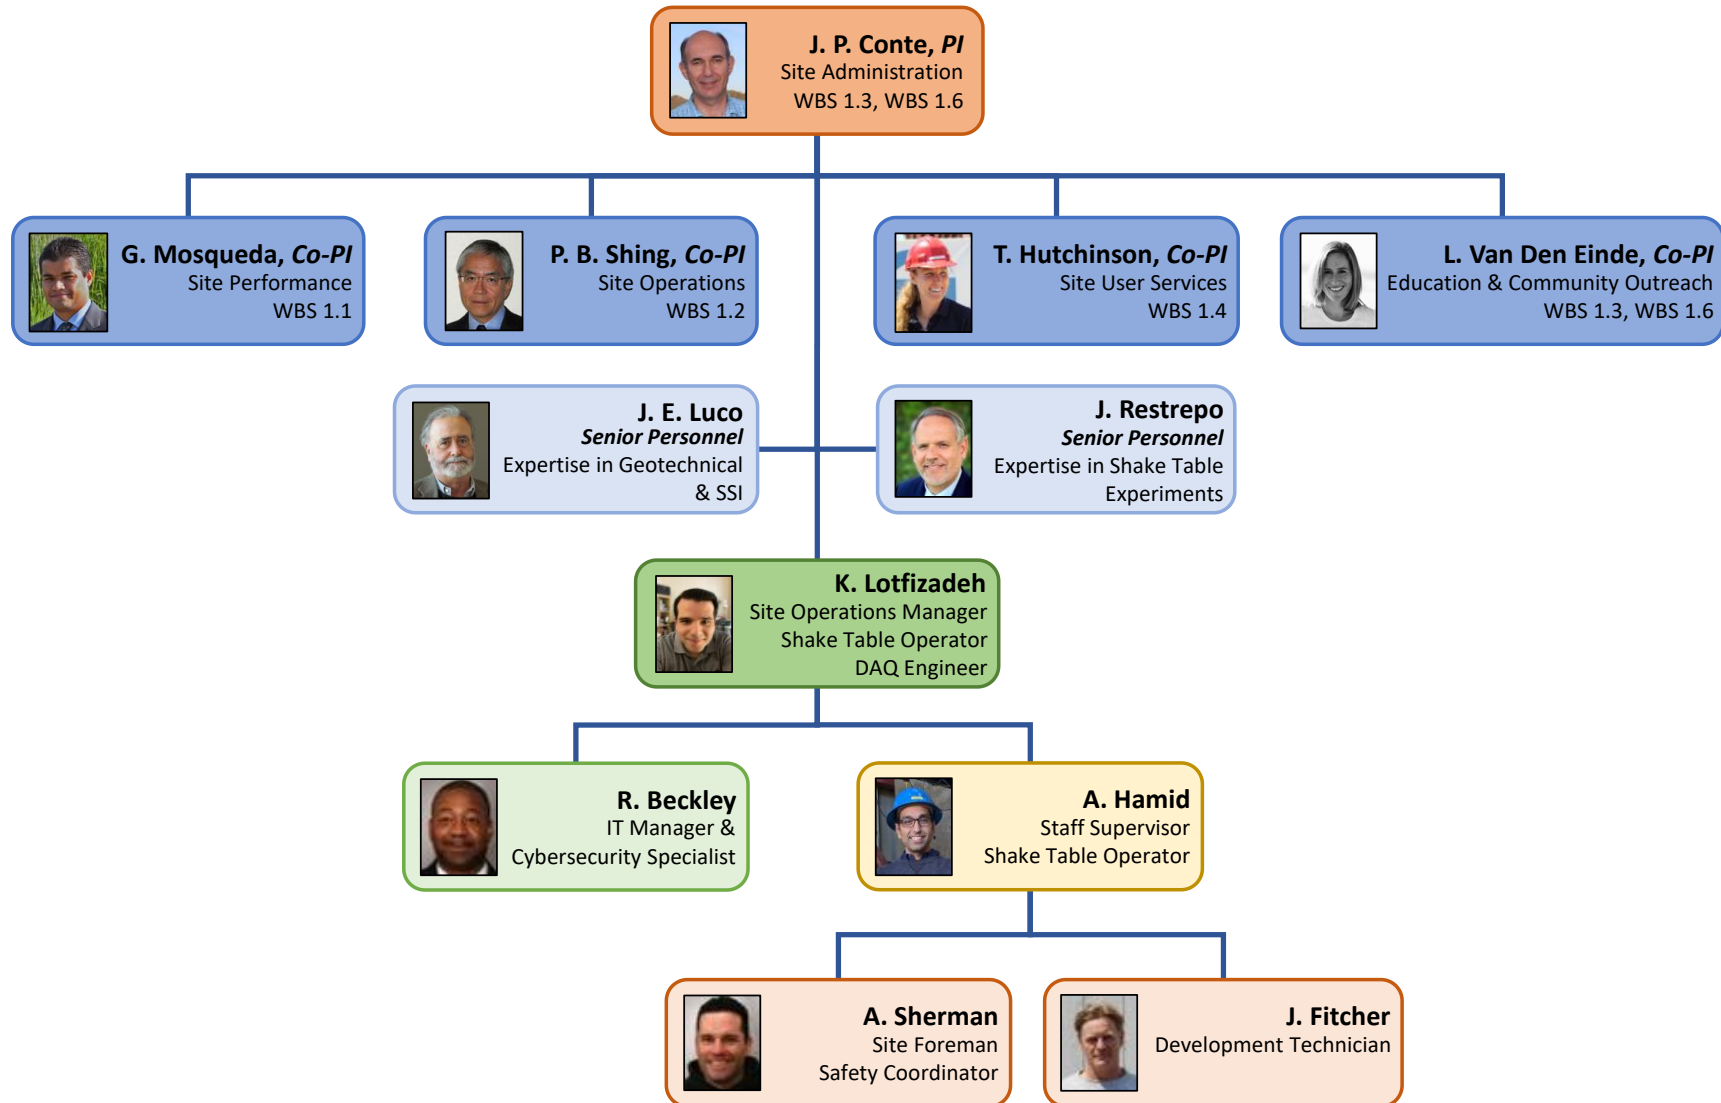 J. P. Conte, PI
Site Administration
WBS 1.3, WBS 1.6
G. Mosqueda, Co-PI
Site Performance
WBS 1.1
P. B. Shing, Co-PI
Site Operations
WBS 1.2
T. Hutchinson, Co-PI
Site User Services
WBS 1.4
L. Van Den Einde, Co-PI
Education & Community Outreach
WBS 1.3, WBS 1.6
J. E. Luco
Senior Personnel
Expertise in Geotechnical
& SSI
J. Restrepo
Senior Personnel
Expertise in Shake Table
Experiments
K. Lotfizadeh
Site Operations Manager
Shake Table Operator
DAQ Engineer
R. Beckley
IT Manager &
Cybersecurity Specialist
A. Hamid
Staff Supervisor
Shake Table Operator
A. Sherman
Site Foreman
Safety Coordinator
J. Fitcher
Development Technician